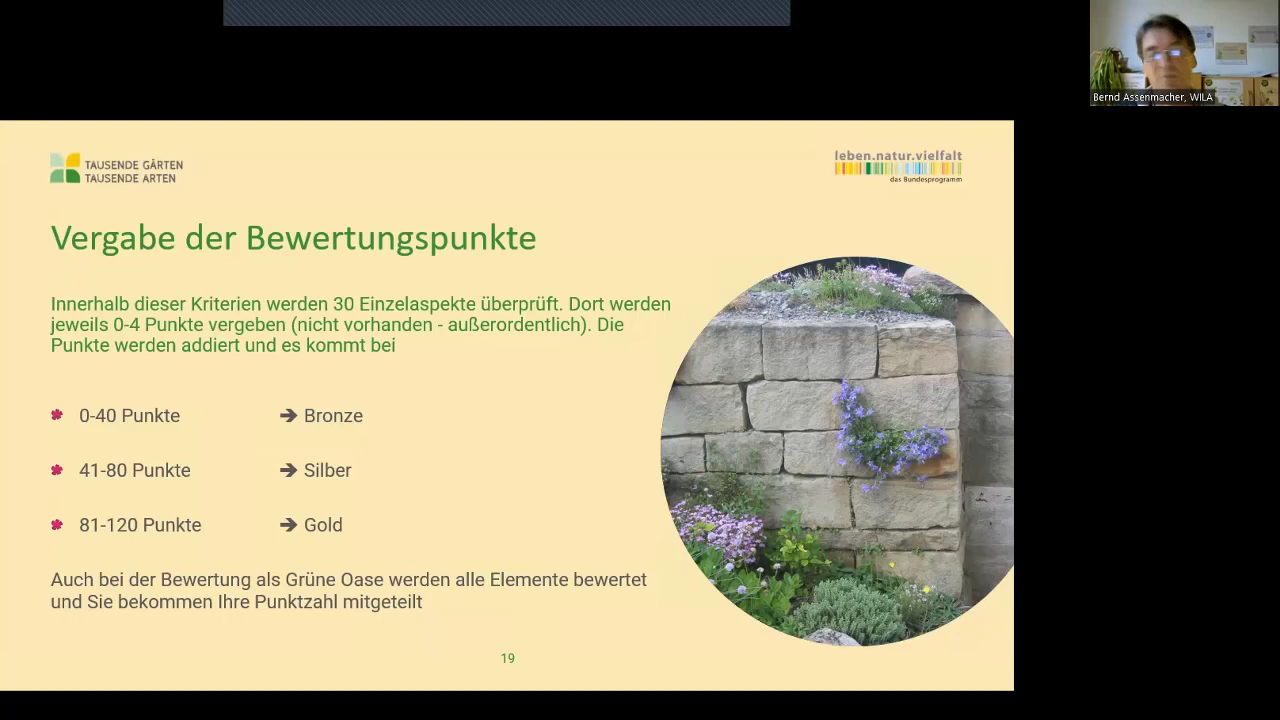 Bernd Assenmacher, WILA
TAUSENDE GÄRTEN
TAUSENDE ARTEN
leben.natur.vielfalt
das Bundesprogramm
Vergabe der Bewertungspunkte
Innerhalb dieser Kriterien werden 30 Einzelaspekte überprüft. Dort werden
jeweils 0-4 Punkte vergeben (nicht vorhanden - außerordentlich). Die
Punkte werden addiert und es kommt bei
0-40 Punkte ➔ Bronze
41-80 Punkte ➔ Silber
81-120 Punkte ➔ Gold
Auch bei der Bewertung als Grüne Oase werden alle Elemente bewertet
und Sie bekommen Ihre Punktzahl mitgeteilt
19